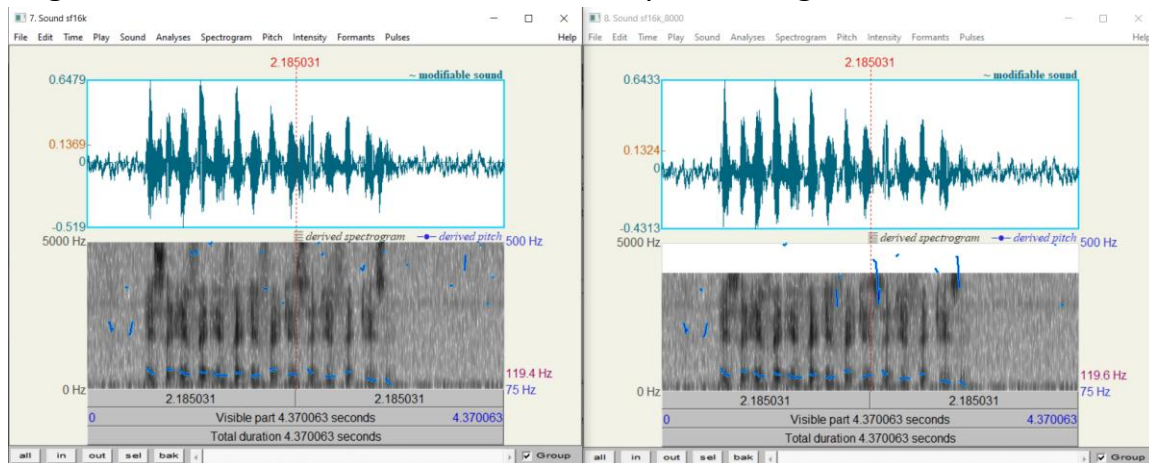 7. Sound sf16k
File Edit Time Play Sound Analyses Spectrogram Pitch Intensity Formants Pulses Help
2.185031
0.6479
~ modifiable sound
0.1369
0
-0.519
derived spectrogram derived pitch
5000 Hz
500 Hz
119.4 Hz
0 Hz
75 Hz
2.185031 2.185031
0 Visible part 4.370063 seconds 4.370063
Total duration 4.370063 seconds
all in out sel bak Group
8. Sound sf16k_8000
File Edit Time Play Sound Analyses Spectrogram Pitch Intensity Formants Pulses Help
2.185031
0.6433
~ modifiable sound
0.1324
0
-0.4313
derived spectrogram derived pitch
5000 Hz
500 Hz
119.6 Hz
0 Hz
75 Hz
2.185031 2.185031
0 Visible part 4.370063 seconds 4.370063
Total duration 4.370063 seconds
all in out sel bak Group